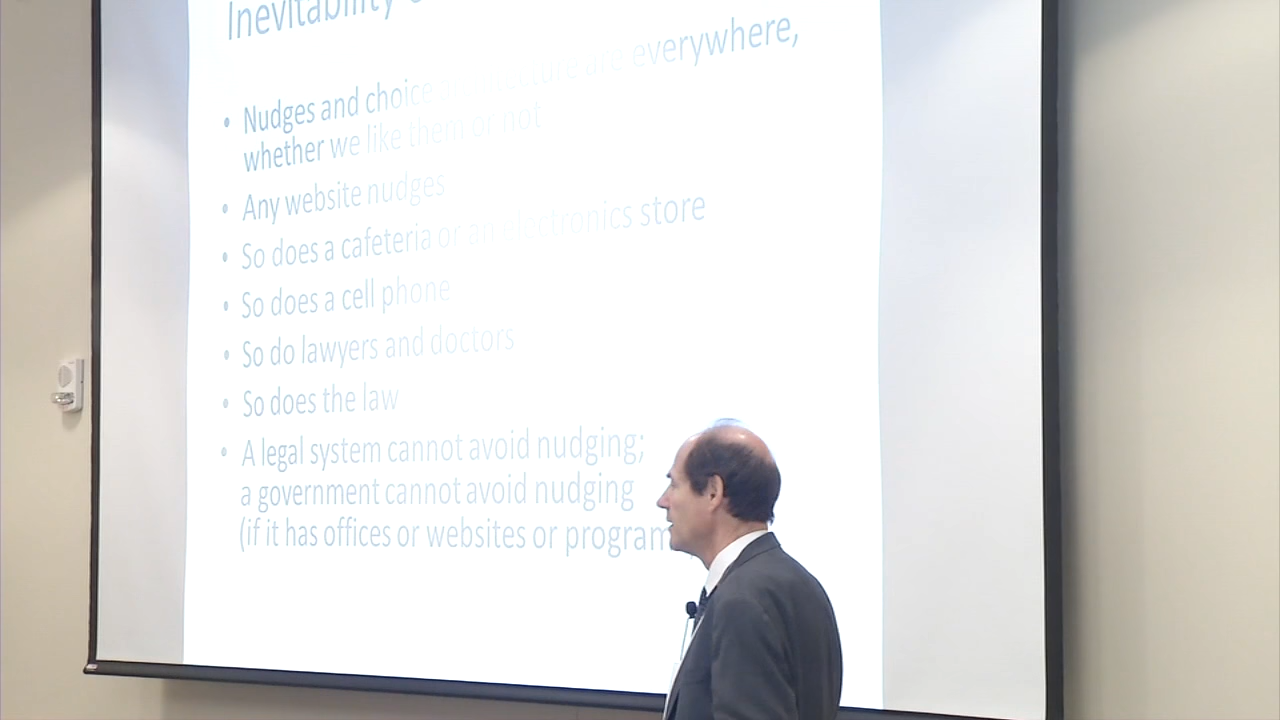 Inevitability
• Nudges and choice architecture are everywhere,
whether we like them or not
• Any website nudges
• So does a cafeteria or an electronics store
• So does a cell phone
• So do lawyers and doctors
• So does the law
• A legal system cannot avoid nudging;
a government cannot avoid nudging
(if it has offices or websites or program